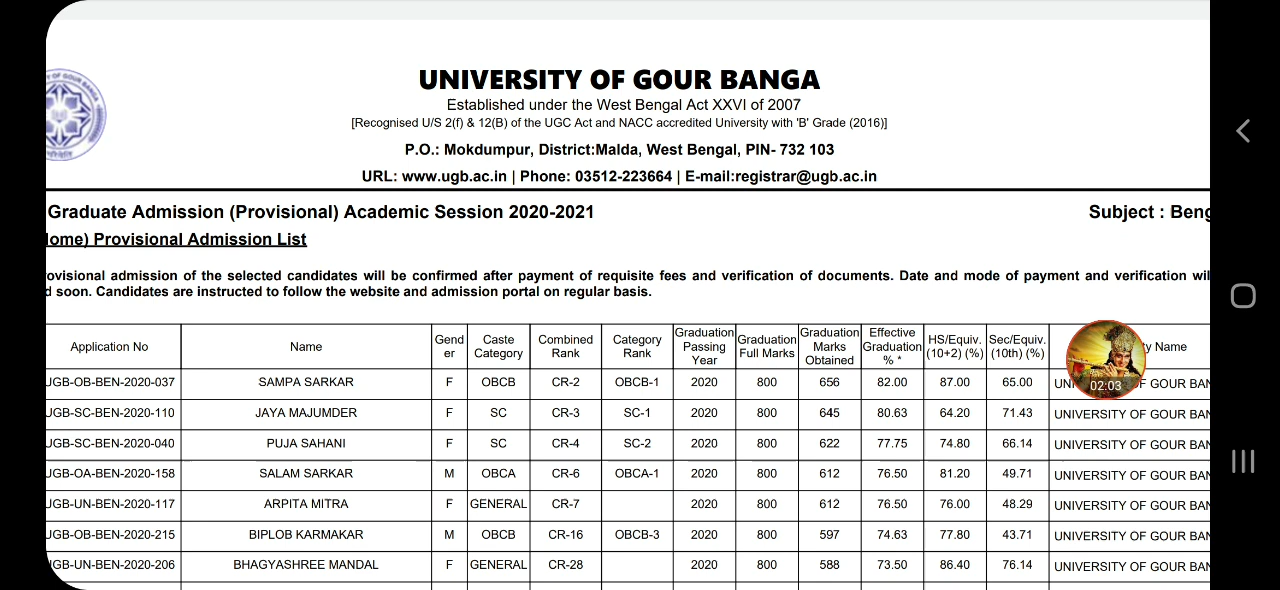 UNIVERSITY OF GOUR BANGA
Established under the West Bengal Act XXVI of 2007
[Recognised U/S 2(f) & 12(B) of the UGC Act and NACC accredited University with 'B' Grade (2016)]
P.O.: Mokdumpur, District:Malda, West Bengal, PIN- 732 103
URL: www.ugb.ac.in | Phone: 03512-223664 | E-mail:registrar@ugb.ac.in
Graduate Admission (Provisional) Academic Session 2020-2021 Subject : Beng
ome) Provisional Admission List
ovisional admission of the selected candidates will be confirmed after payment of requisite fees and verification of documents. Date and mode of payment and verification wil
d soon. Candidates are instructed to follow the website and admission portal on regular basis.
Application No Name Gender Caste Category Combined Rank Category Rank Graduation Passing Year Graduation Full Marks Graduation Marks Obtained Effective Graduation % * HS/Equiv. (10+2) (%) Sec/Equiv. (10th) (%) y Name
UGB-OB-BEN-2020-037 SAMPA SARKAR F OBCB CR-2 OBCB-1 2020 800 656 82.00 87.00 65.00 UNI F GOUR BAN
02:03
UGB-SC-BEN-2020-110 JAYA MAJUMDER F SC CR-3 SC-1 2020 800 645 80.63 64.20 71.43 UNIVERSITY OF GOUR BAN
UGB-SC-BEN-2020-040 PUJA SAHANI F SC CR-4 SC-2 2020 800 622 77.75 74.80 66.14 UNIVERSITY OF GOUR BAN
UGB-OA-BEN-2020-158 SALAM SARKAR M OBCA CR-6 OBCA-1 2020 800 612 76.50 81.20 49.71 UNIVERSITY OF GOUR BAN
UGB-UN-BEN-2020-117 ARPITA MITRA F GENERAL CR-7 2020 800 612 76.50 76.00 48.29 UNIVERSITY OF GOUR BAN
UGB-OB-BEN-2020-215 BIPLOB KARMAKAR M OBCB CR-16 OBCB-3 2020 800 597 74.63 77.80 43.71 UNIVERSITY OF GOUR BAN
UGB-UN-BEN-2020-206 BHAGYASHREE MANDAL F GENERAL CR-28 2020 800 588 73.50 86.40 76.14 UNIVERSITY OF GOUR BAN